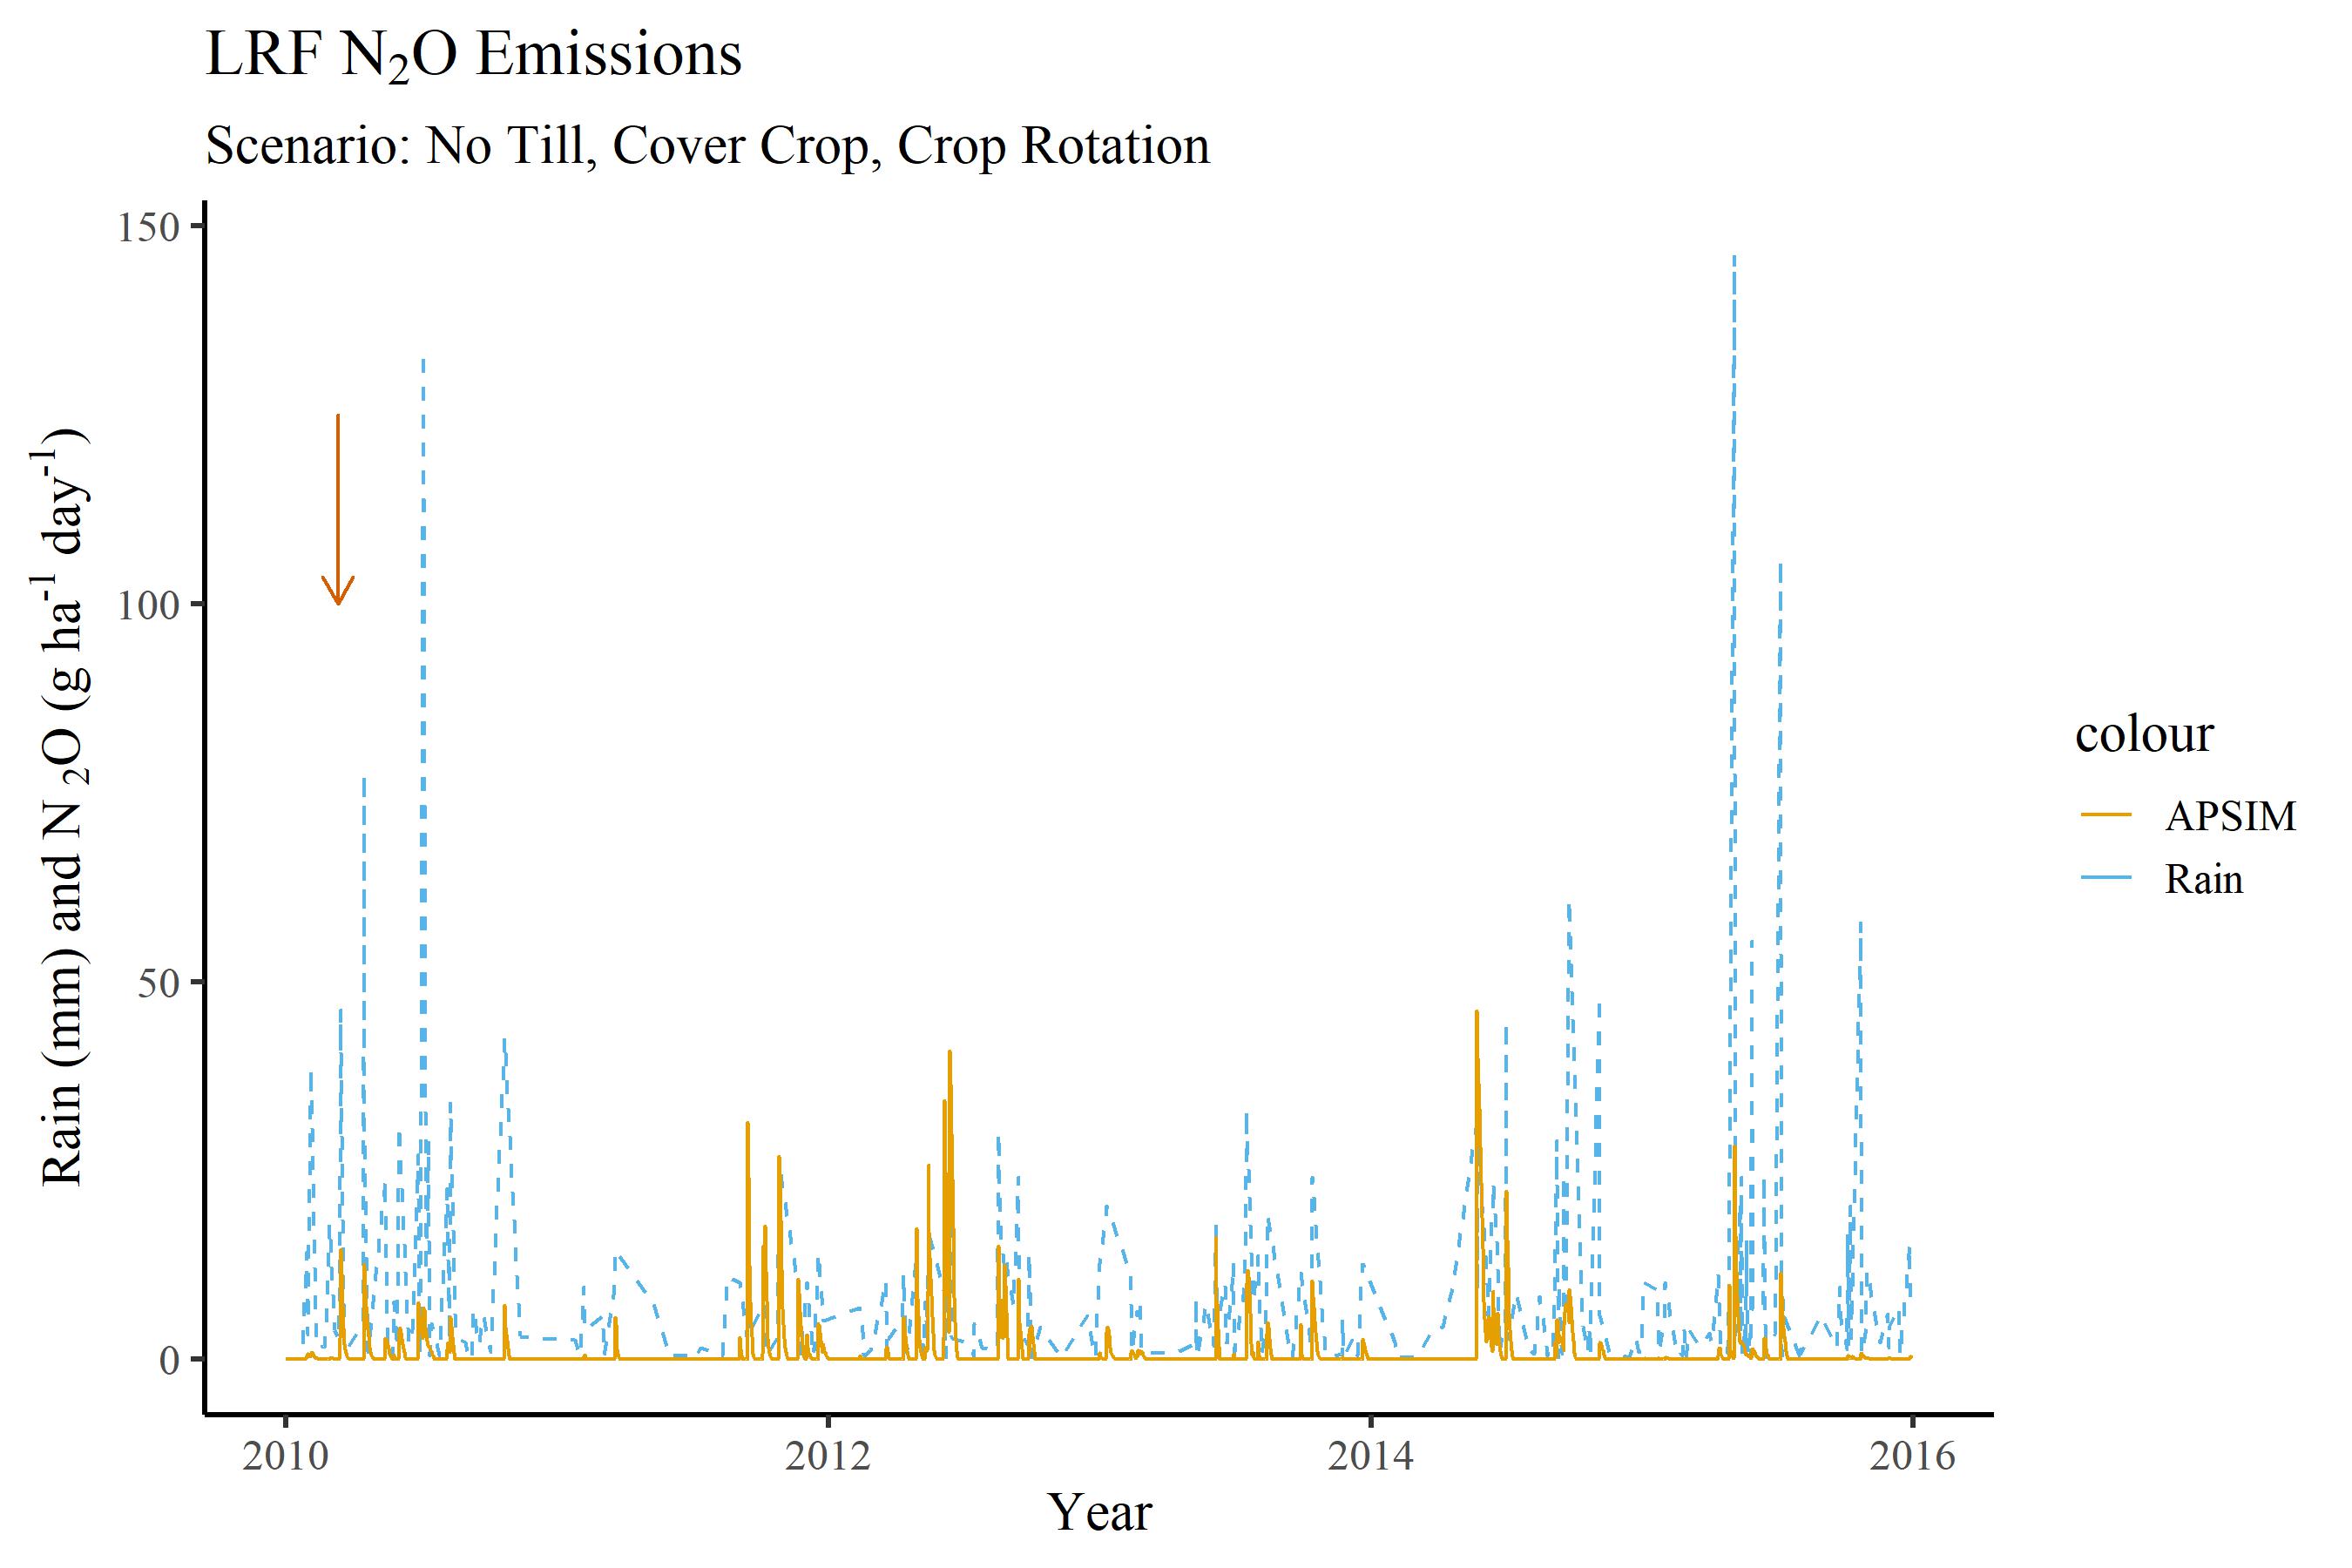 LRF N₂O Emissions
Scenario: No Till, Cover Crop, Crop Rotation
Rain (mm) and N ₂O (g ha⁻¹ day⁻¹)
150
100
50
0
2010 2012 2014 2016
Year
colour
APSIM
Rain